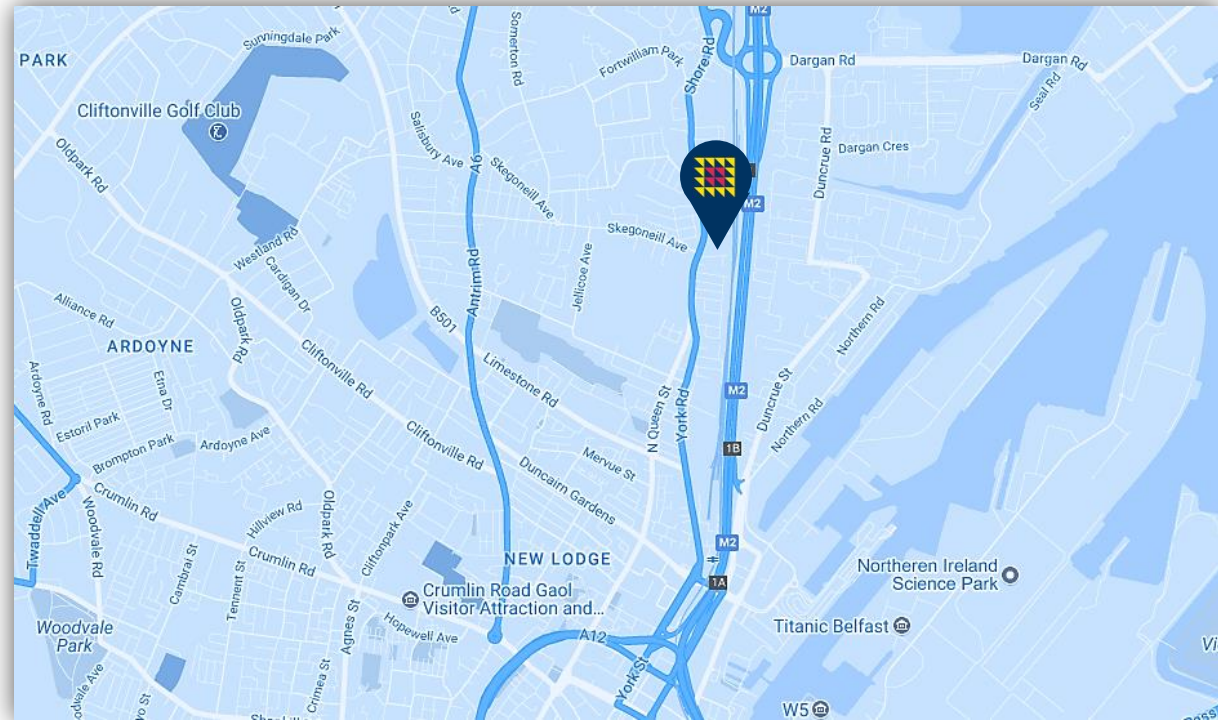 M2
PARK
Sunningdale Park
Somerton Rd
Fortwilliam Park
Shore Rd
Dargan Rd
Dargan Rd
Seal Rd
Cliftonville Golf Club
Oldpark Rd
Salisbury Ave
A6
Skegoneill Ave
Duncrue Rd
Dargan Cres
M2
Westland Rd
Cardigan Dr
Skegoneill Ave
Jellicoe Ave
Antrim Rd
Alliance Rd
Oldpark Rd
B501
Northern Rd
ARDOYNE
Ardoyne Rd
Etna Dr
Cliftonville Rd
Limestone Rd
N Queen St
York Rd
M2
Duncrue St
Northern Rd
Estoril Park
Brompton Park
Ardoyne Ave
Cliftonville Rd
Mervue St
1B
Duncairn Gardens
Twaddell Ave
Woodvale Rd
Crumlin Rd
Hillview Rd
Oldpark Rd
Cliftonpark Ave
Crumlin Rd
Cambrai St
Tennent St
NEW LODGE
M2
1A
Northeren Ireland
Science Park
Crumlin Road Gaol
Visitor Attraction and...
Woodvale
Park
Agnes St
Hopewell Ave
A12
Titanic Belfast
York St
Crimea St
W5